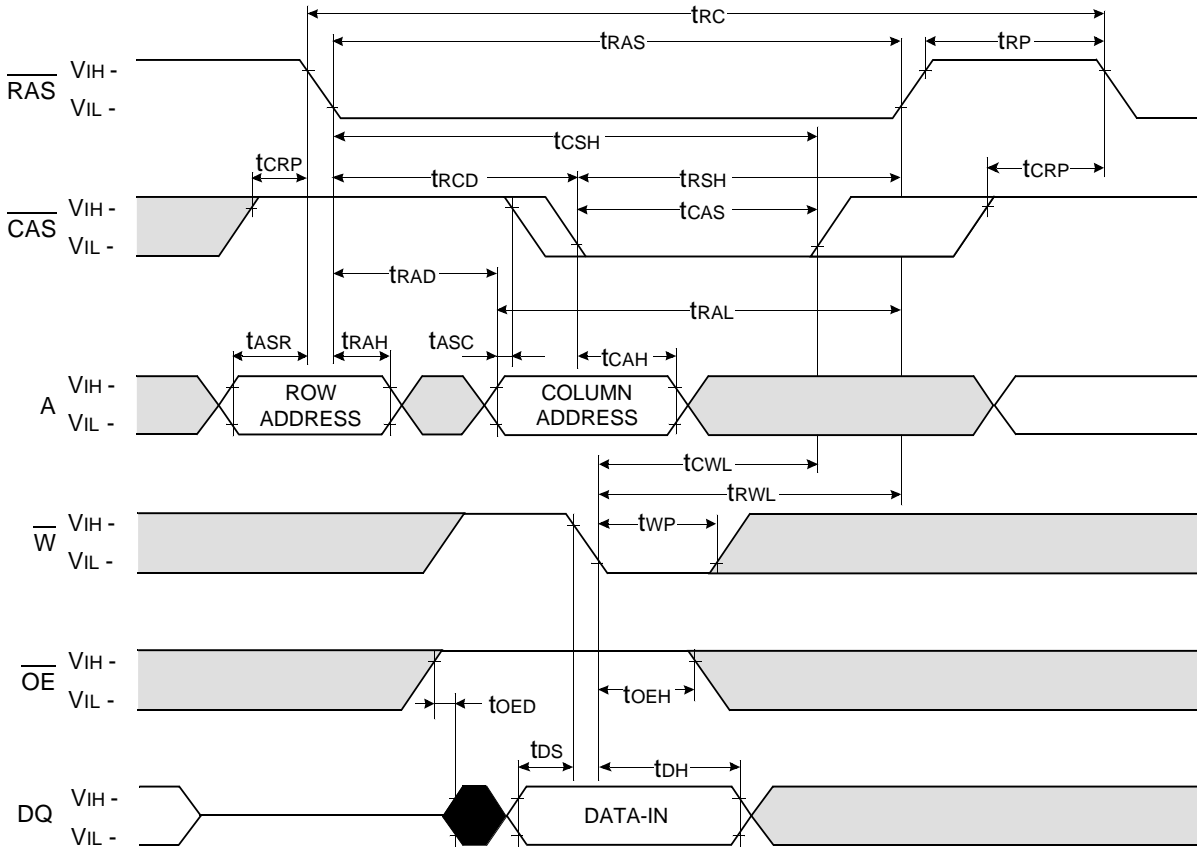 tRC
tRAS
tRP
RAS
VIH -
VIL -
tCSH
tCRP
tRCD
tRSH
tCRP
CAS
VIH -
VIL -
tCAS
tRAD
tRAL
tASR
tRAH
tASC
tCAH
A
VIH -
VIL -
ROW
ADDRESS
COLUMN
ADDRESS
tCWL
tRWL
W
VIH -
VIL -
tWP
OE
VIH -
VIL -
tOED
tOEH
tDS
tDH
DQ
VIH -
VIL -
DATA-IN